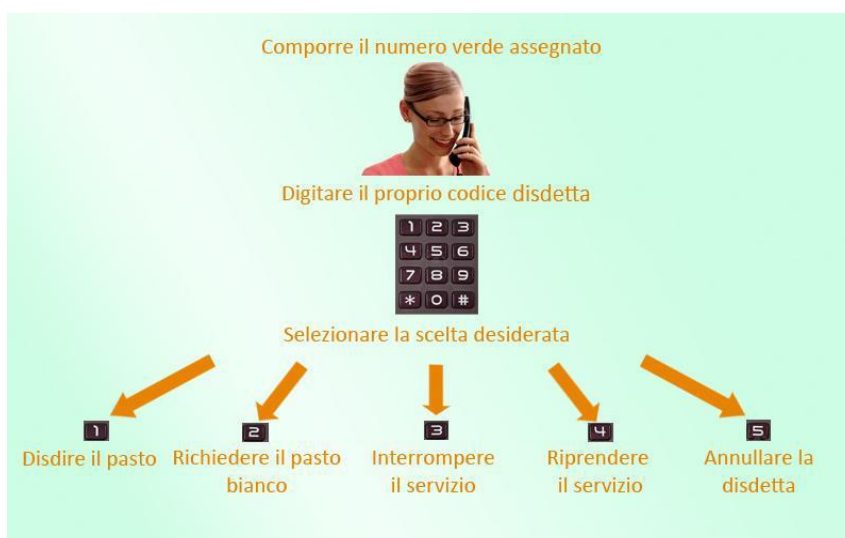 Comporre il numero verde assegnato
Digitare il proprio codice disdetta
1 2 3
4 5 6
7 8 9
* 0 #
Selezionare la scelta desiderata
1 2 3 4 5
Disdire il pasto Richiedere il pasto Interrompere Riprendere Annullare la
bianco il servizio il servizio disdetta